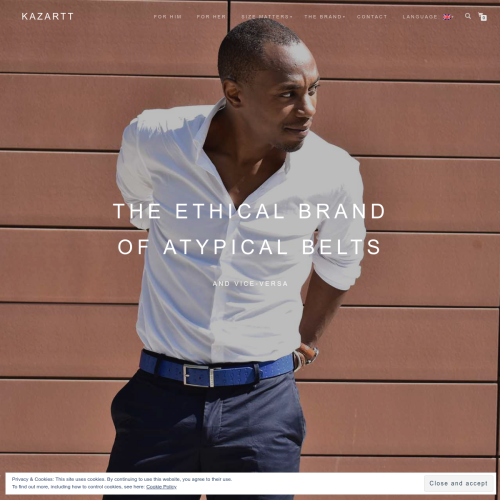 KAZARTT
FOR HIM FOR HER SIZE MATTERS THE BRAND CONTACT LANGUAGE: 0
THE ETHICAL BRAND
OF ATYPICAL BELTS
AND VICE-VERSA
Privacy & Cookies: This site uses cookies. By continuing to use this website, you agree to their use.
To find out more, including how to control cookies, see here: Cookie Policy
Close and accept